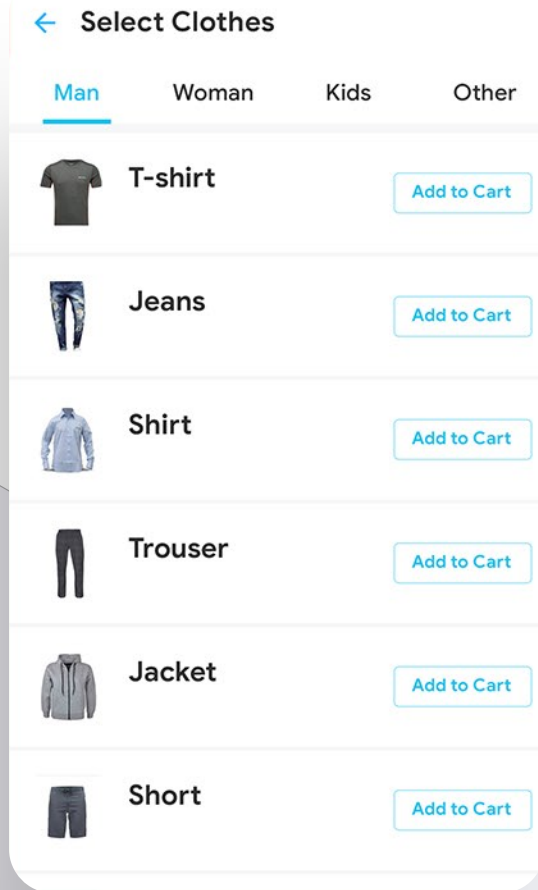 Select Clothes
Man Woman Kids Other
T-shirt
Add to Cart
Jeans
Add to Cart
Shirt
Add to Cart
Trouser
Add to Cart
Jacket
Add to Cart
Short
Add to Cart